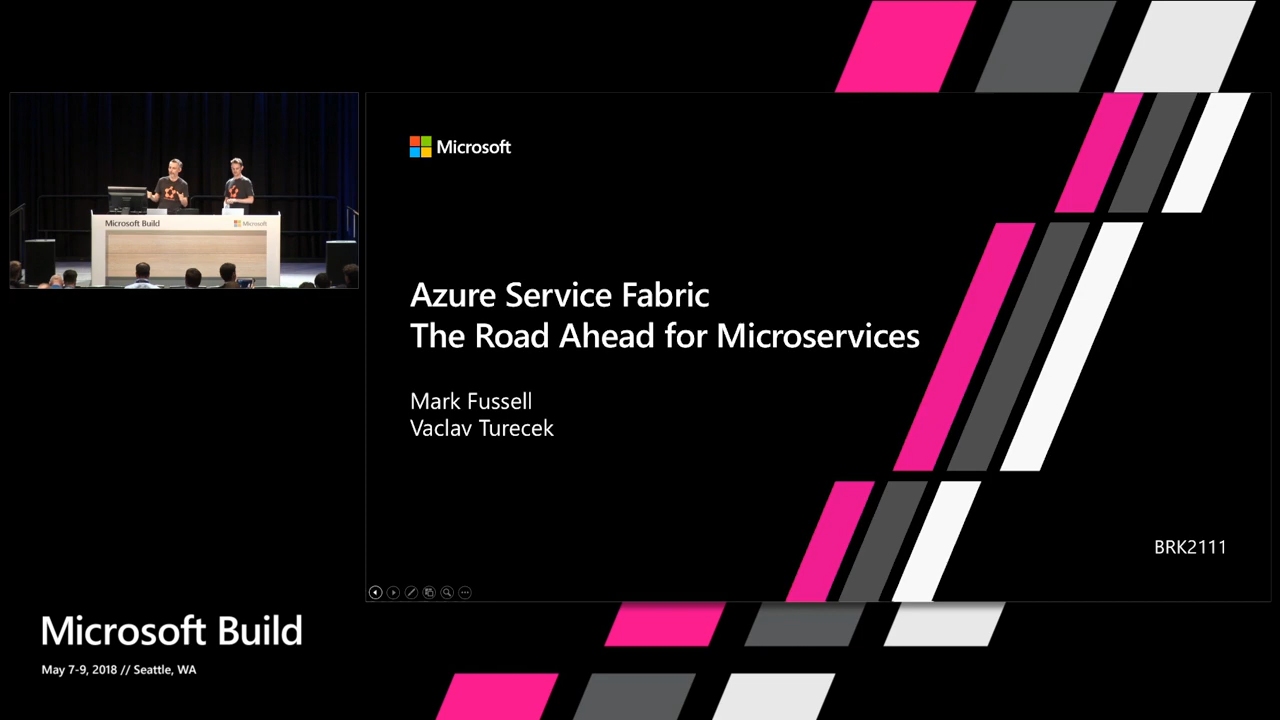 Microsoft
Azure Service Fabric
The Road Ahead for Microservices
Mark Fussell
Vaclav Turecek
BRK2111
Microsoft Build
Microsoft
Microsoft Build
May 7-9, 2018 // Seattle, WA